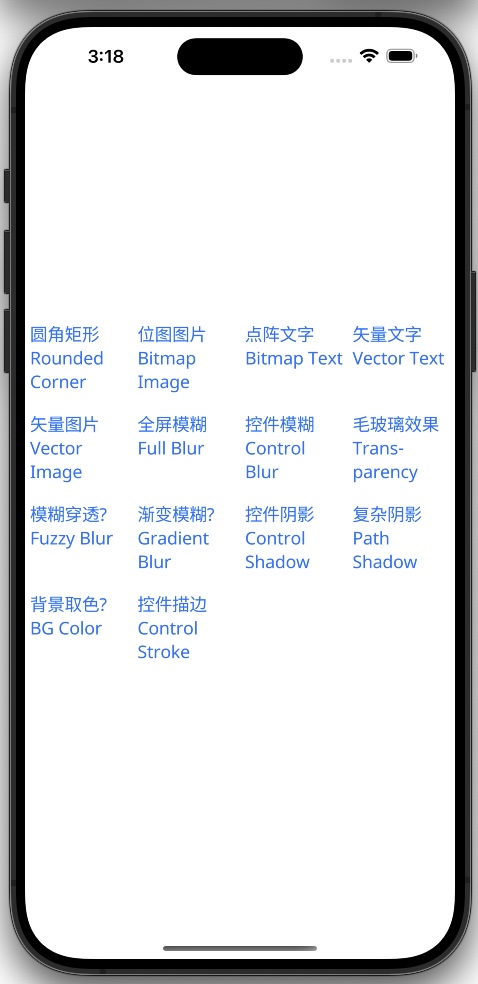 3:18
圆角矩形
Rounded
Corner
位图图片
Bitmap
Image
点阵文字
Bitmap Text
矢量文字
Vector Text
矢量图片
Vector
Image
全屏模糊
Full Blur
控件模糊
Control
Blur
毛玻璃效果
Trans-
parency
模糊穿透?
Fuzzy Blur
渐变模糊?
Gradient
Blur
控件阴影
Control
Shadow
复杂阴影
Path
Shadow
背景取色?
BG Color
控件描边
Control
Stroke